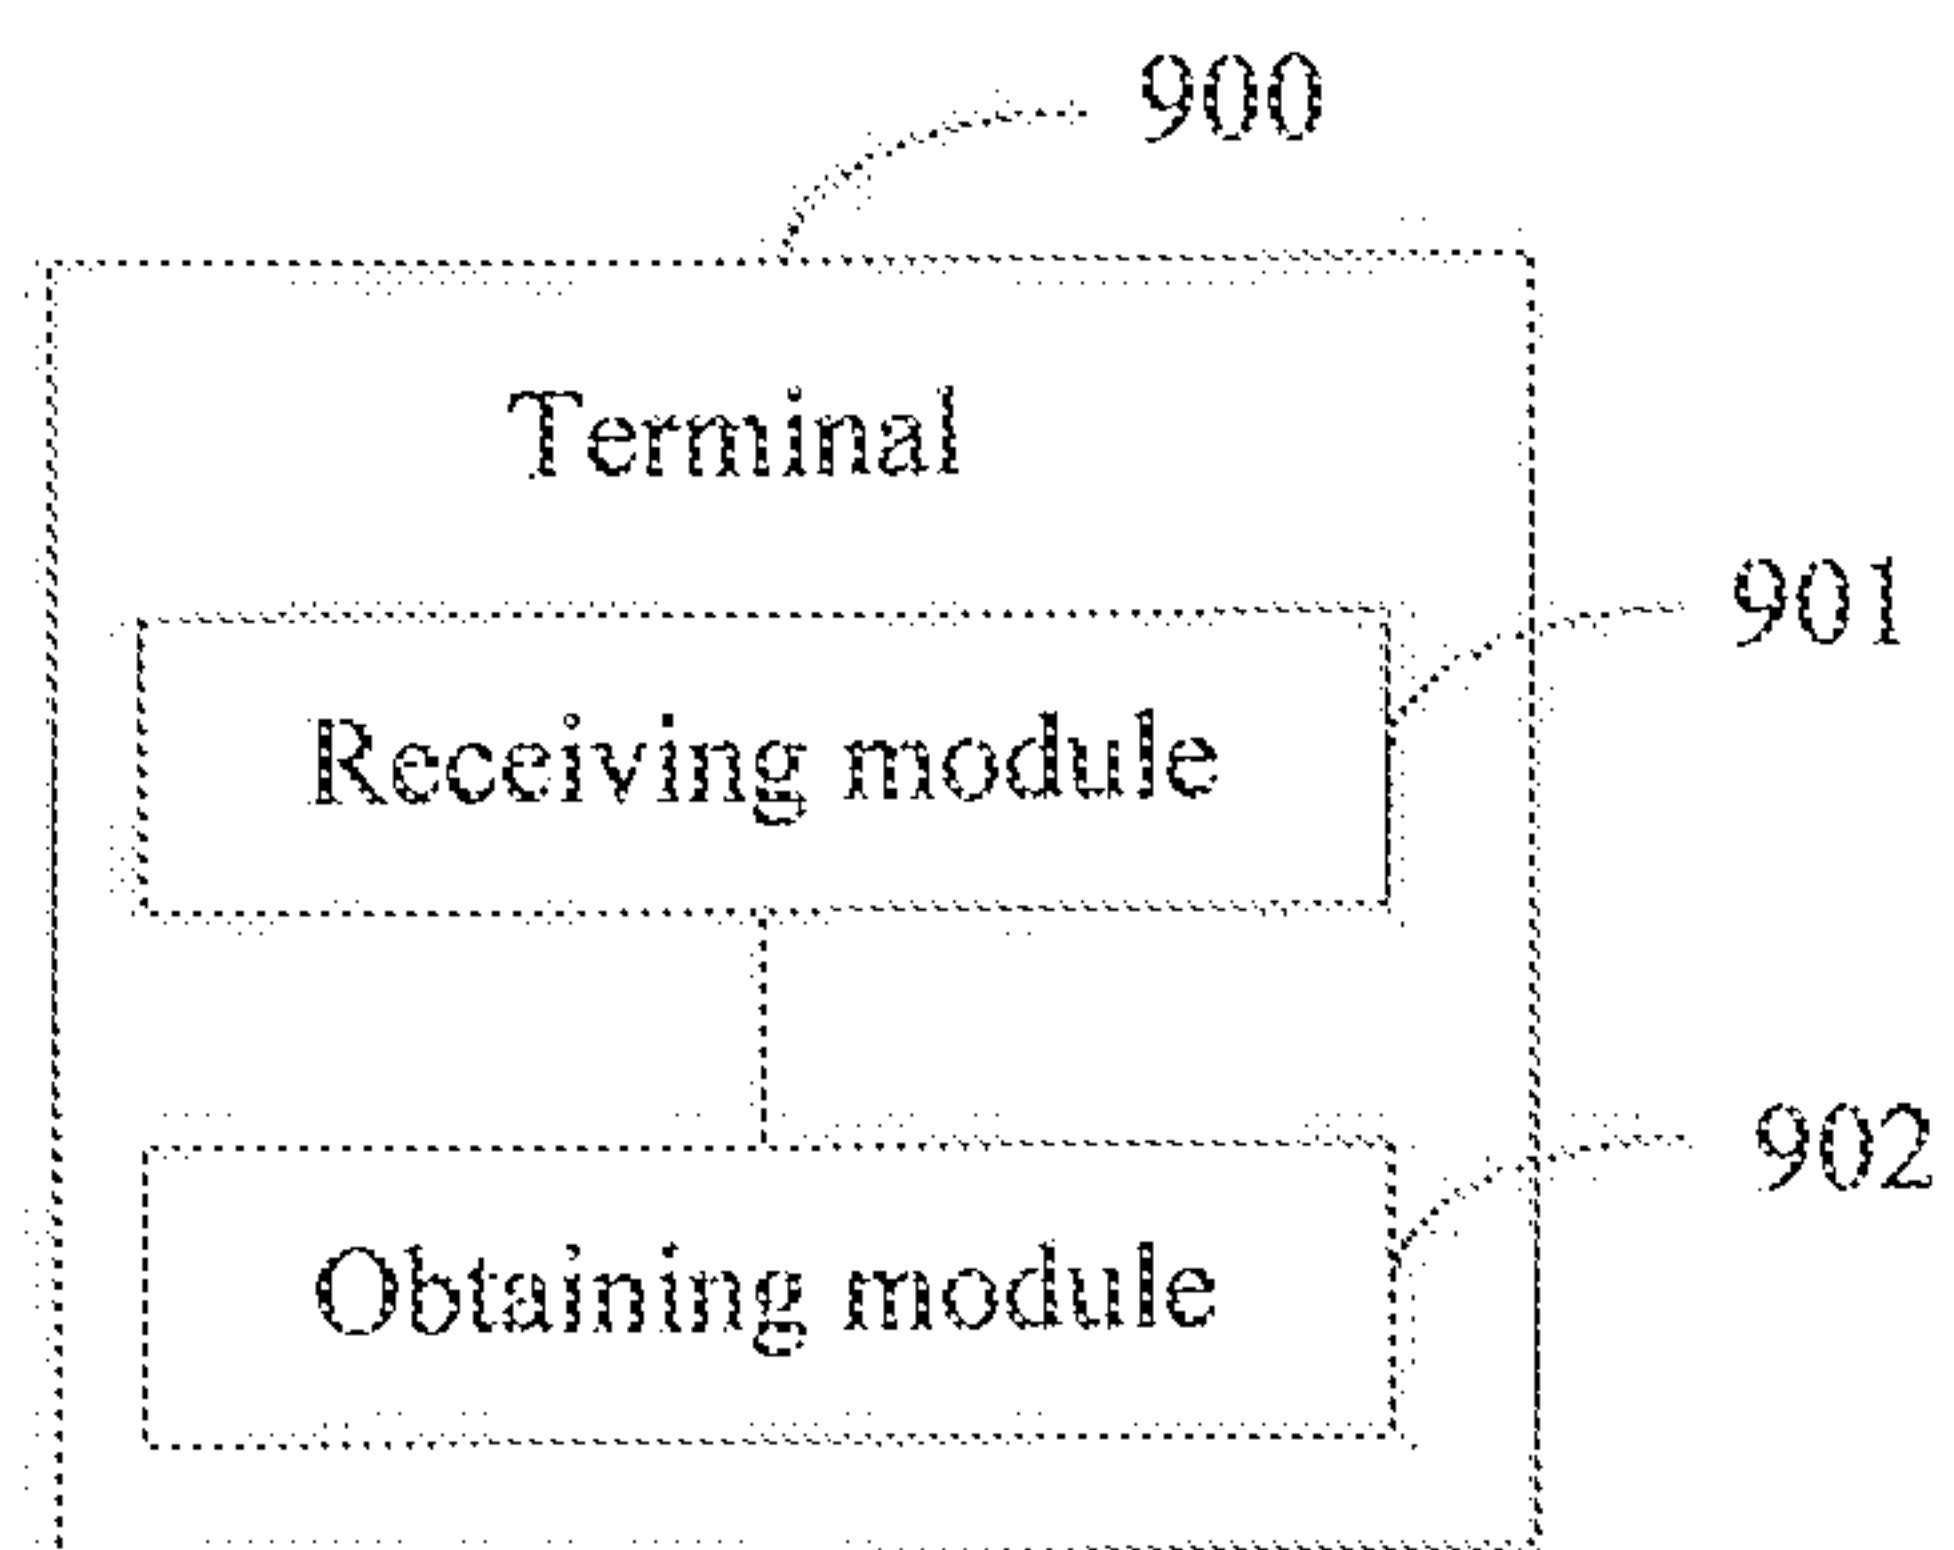 900
Terminal
901
Receiving module
902
Obtaining module